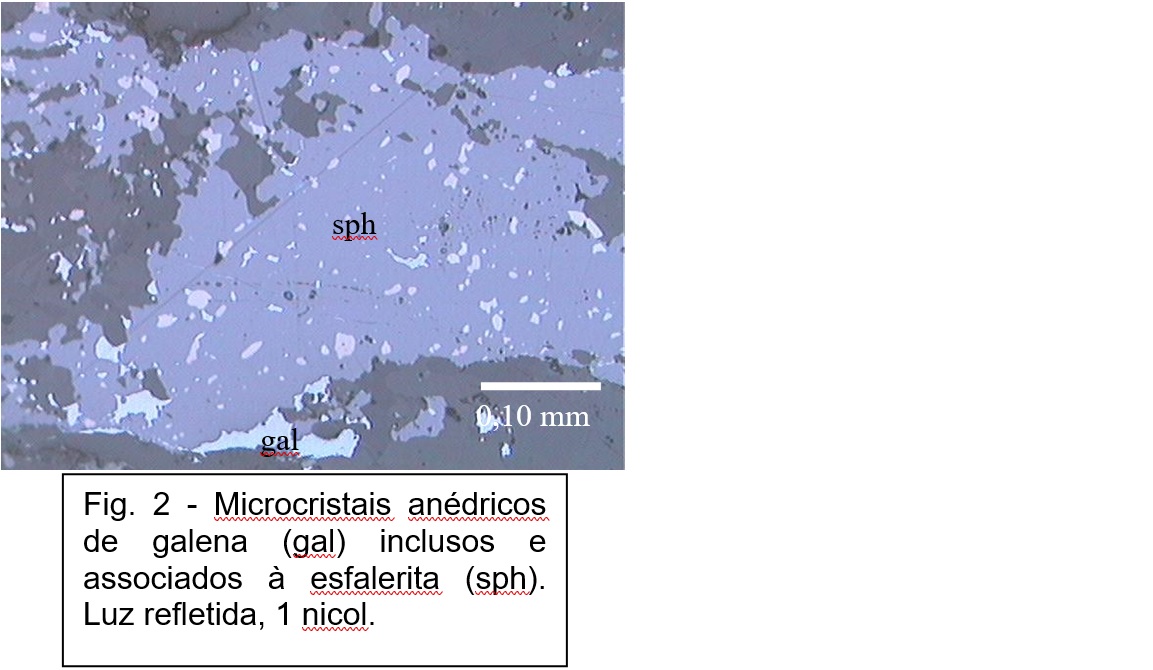 sph
0,10 mm
gal
Fig. 2 - Microcristais anédricos
de galena (gal) inclusos e
associados à esfalerita (sph).
Luz refletida, 1 nicol.